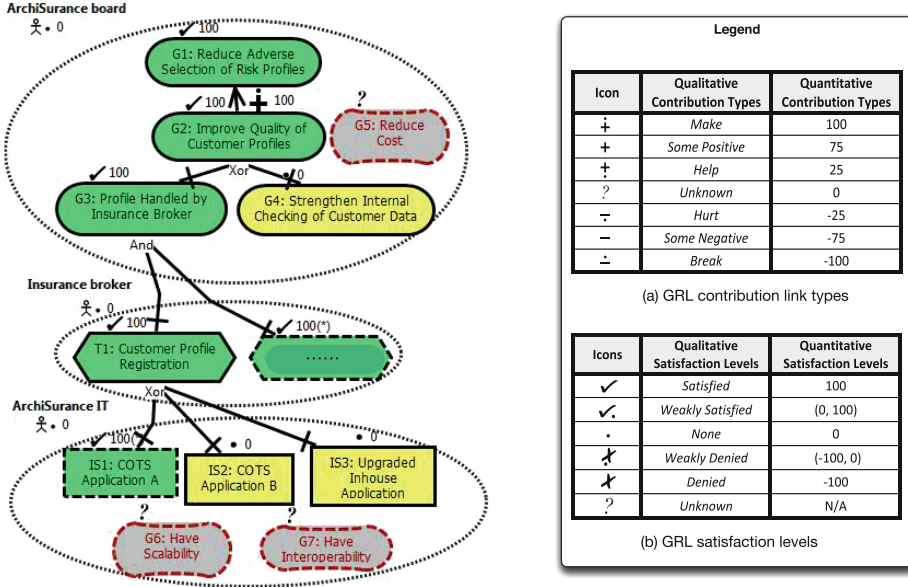 ArchiSurance board
0
100
G1: Reduce Adverse
Selection of Risk Profiles
100
100
?
G2: Improve Quality of
Customer Profiles
G5: Reduce
Cost
Xor
100
0
G3: Profile Handled by
Insurance Broker
G4: Strengthen Internal
Checking of Customer Data
And
Insurance broker
0
100
100(*)
T1: Customer Profile
Registration
......
Xor
ArchiSurance IT
0
100(*
0
0
IS1: COTS
Application A
IS2: COTS
Application B
IS3: Upgraded
Inhouse
Application
?
?
G6: Have
Scalability
G7: Have
Interoperability
Legend
Icon
Qualitative
Contribution Types
Quantitative
Contribution Types
Make
100
+
Some Positive
75
Help
25
?
Unknown
0
Hurt
-25
−
Some Negative
-75
Break
-100
(a) GRL contribution link types
Icons
Qualitative
Satisfaction Levels
Quantitative
Satisfaction Levels
Satisfied
100
Weakly Satisfied
(0, 100)
None
0
Weakly Denied
(-100, 0)
Denied
-100
?
Unknown
N/A
(b) GRL satisfaction levels